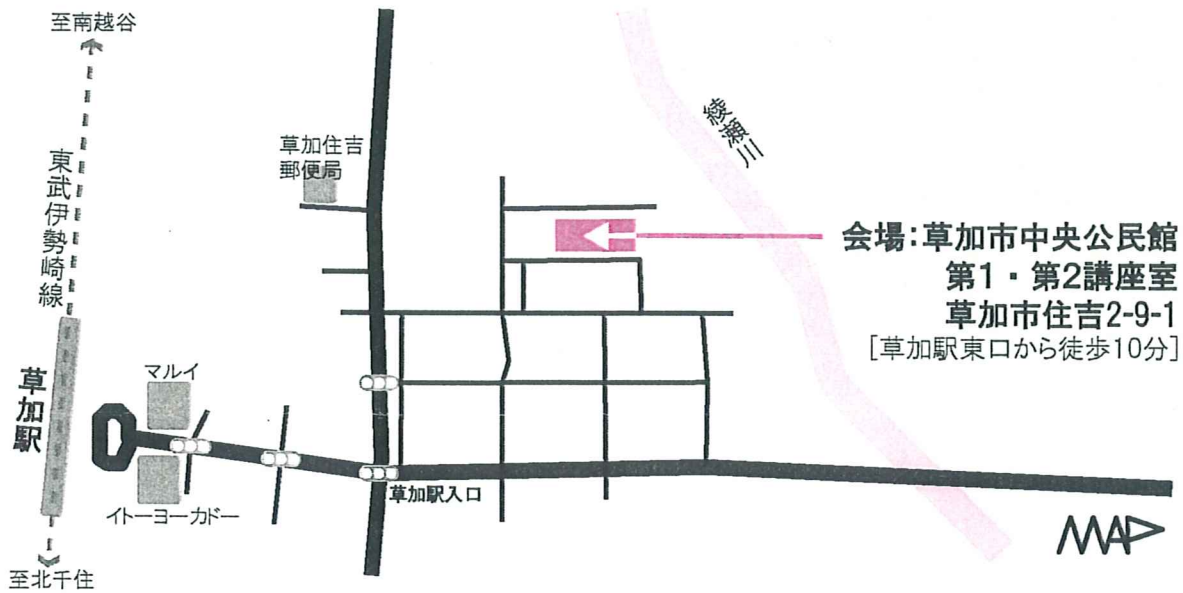 至南越谷
東武伊勢崎線
草加駅
至北千住
草加住吉
郵便局
マルイ
イトーヨーカドー
草加駅入口
綾瀬川
会場:草加市中央公民館
第1・第2講座室
草加市住吉2-9-1
[草加駅東口から徒歩10分]
MAP